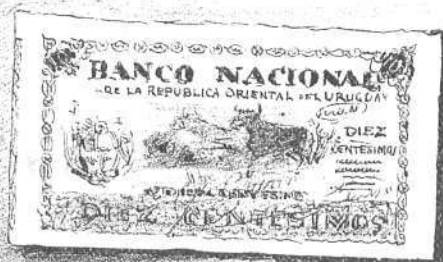 BANCO NACIONAL
DE LA REPUBLICA ORIENTAL DEL URUGUAY
DIEZ
CENTESIMOS
DIEZ CENTESIMOS